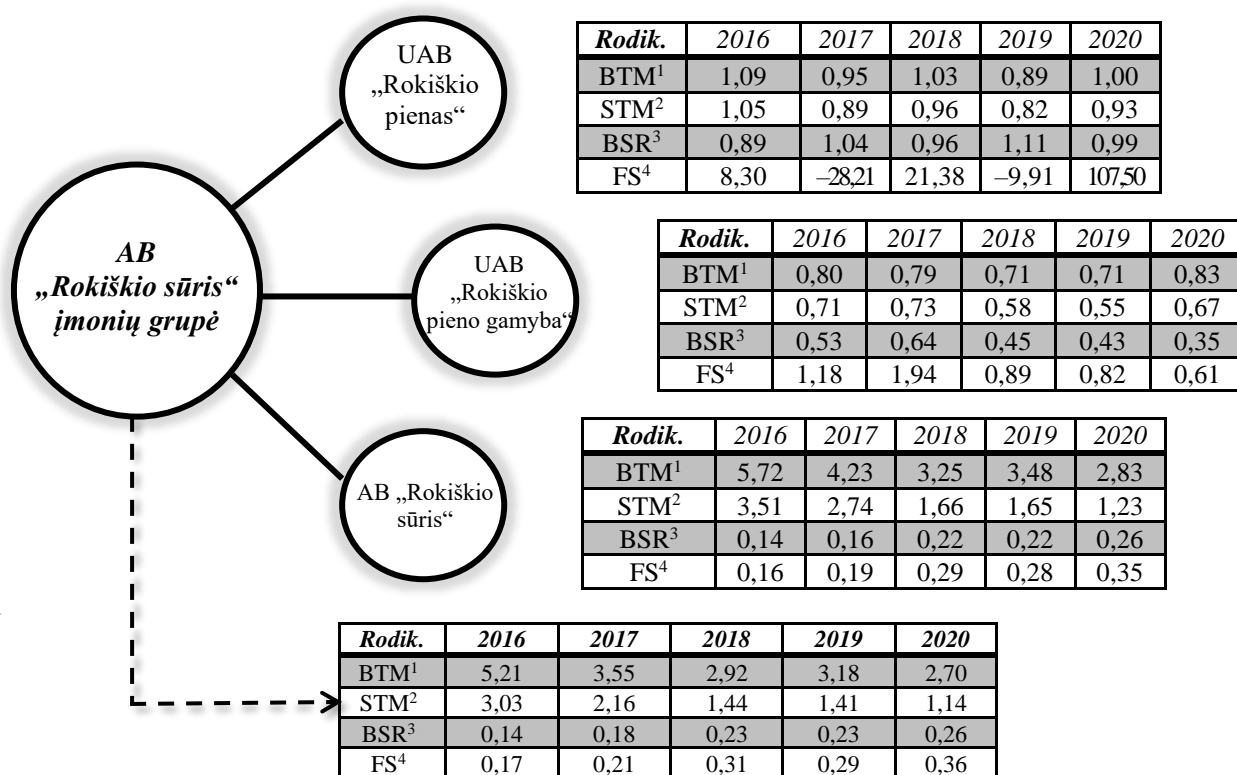 UAB
„Rokiškio
pienas“
Rodik. 2016 2017 2018 2019 2020
BTM¹ 1,09 0,95 1,03 0,89 1,00
STM² 1,05 0,89 0,96 0,82 0,93
BSR³ 0,89 1,04 0,96 1,11 0,99
FS⁴ 8,30 –28,21 21,38 –9,91 107,50
AB
„Rokiškio sūris“
įmonių grupė
UAB
„Rokiškio
pieno gamyba“
Rodik. 2016 2017 2018 2019 2020
BTM¹ 0,80 0,79 0,71 0,71 0,83
STM² 0,71 0,73 0,58 0,55 0,67
BSR³ 0,53 0,64 0,45 0,43 0,35
FS⁴ 1,18 1,94 0,89 0,82 0,61
AB „Rokiškio
sūris“
Rodik. 2016 2017 2018 2019 2020
BTM¹ 5,72 4,23 3,25 3,48 2,83
STM² 3,51 2,74 1,66 1,65 1,23
BSR³ 0,14 0,16 0,22 0,22 0,26
FS⁴ 0,16 0,19 0,29 0,28 0,35
Rodik. 2016 2017 2018 2019 2020
BTM¹ 5,21 3,55 2,92 3,18 2,70
STM² 3,03 2,16 1,44 1,41 1,14
BSR³ 0,14 0,18 0,23 0,23 0,26
FS⁴ 0,17 0,21 0,31 0,29 0,36